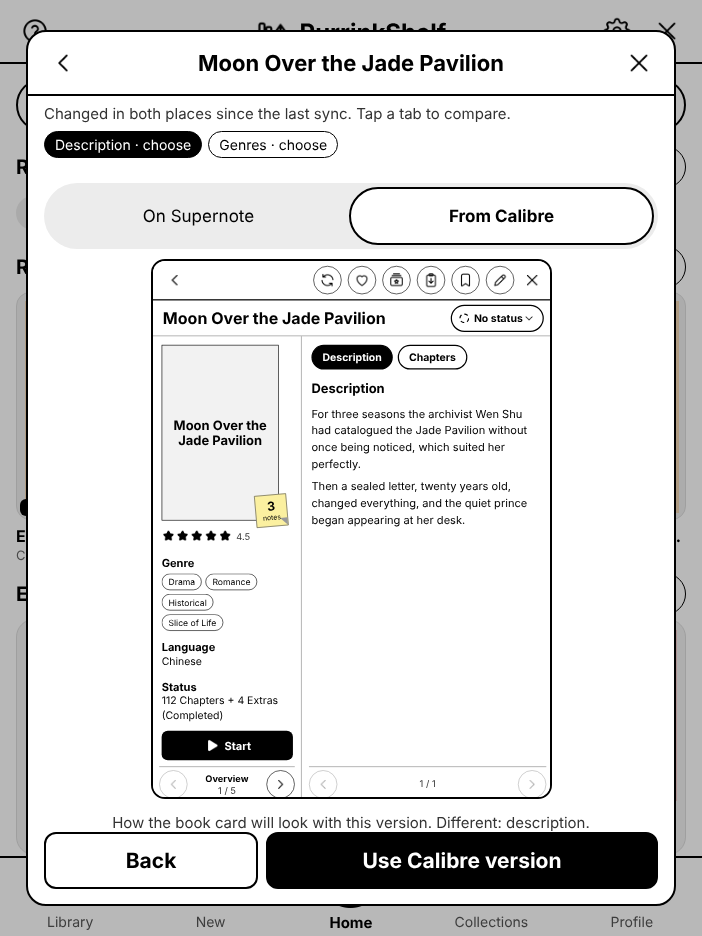 PurrinkShelf
Moon Over the Jade Pavilion
Changed in both places since the last sync. Tap a tab to compare.
Description · choose
Genres · choose
On Supernote
From Calibre
Moon Over the Jade Pavilion
No status
Moon Over the
Jade Pavilion
3
notes
4.5
Genre
Drama
Romance
Historical
Slice of Life
Language
Chinese
Status
112 Chapters + 4 Extras
(Completed)
Start
Overview
1 / 5
Description
Chapters
Description
For three seasons the archivist Wen Shu
had catalogued the Jade Pavilion without
once being noticed, which suited her
perfectly.
Then a sealed letter, twenty years old,
changed everything, and the quiet prince
began appearing at her desk.
1 / 1
How the book card will look with this version. Different: description.
Back
Use Calibre version
Library
New
Home
Collections
Profile